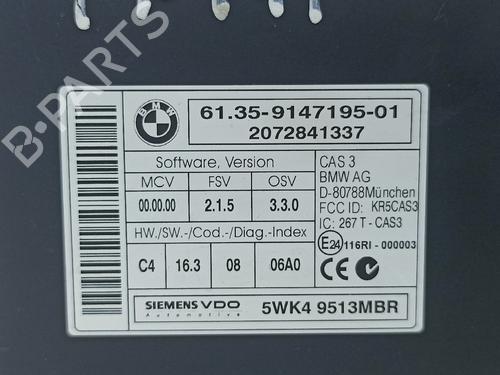 B-PARTS
BMW
61.35-9147195-01
2072841337
Software, Version
MCV FSV OSV
00.00.00 2.1.5 3.3.0
HW./SW.-/Cod.-/Diag.-Index
C4 16.3 08 06A0
CAS 3
BMW AG
D-80788München
FCC ID: KR5CAS3
IC: 267 T - CAS3
E24 116RI - 000003
CE
SIEMENS VDO
Automotive
5WK4 9513MBR